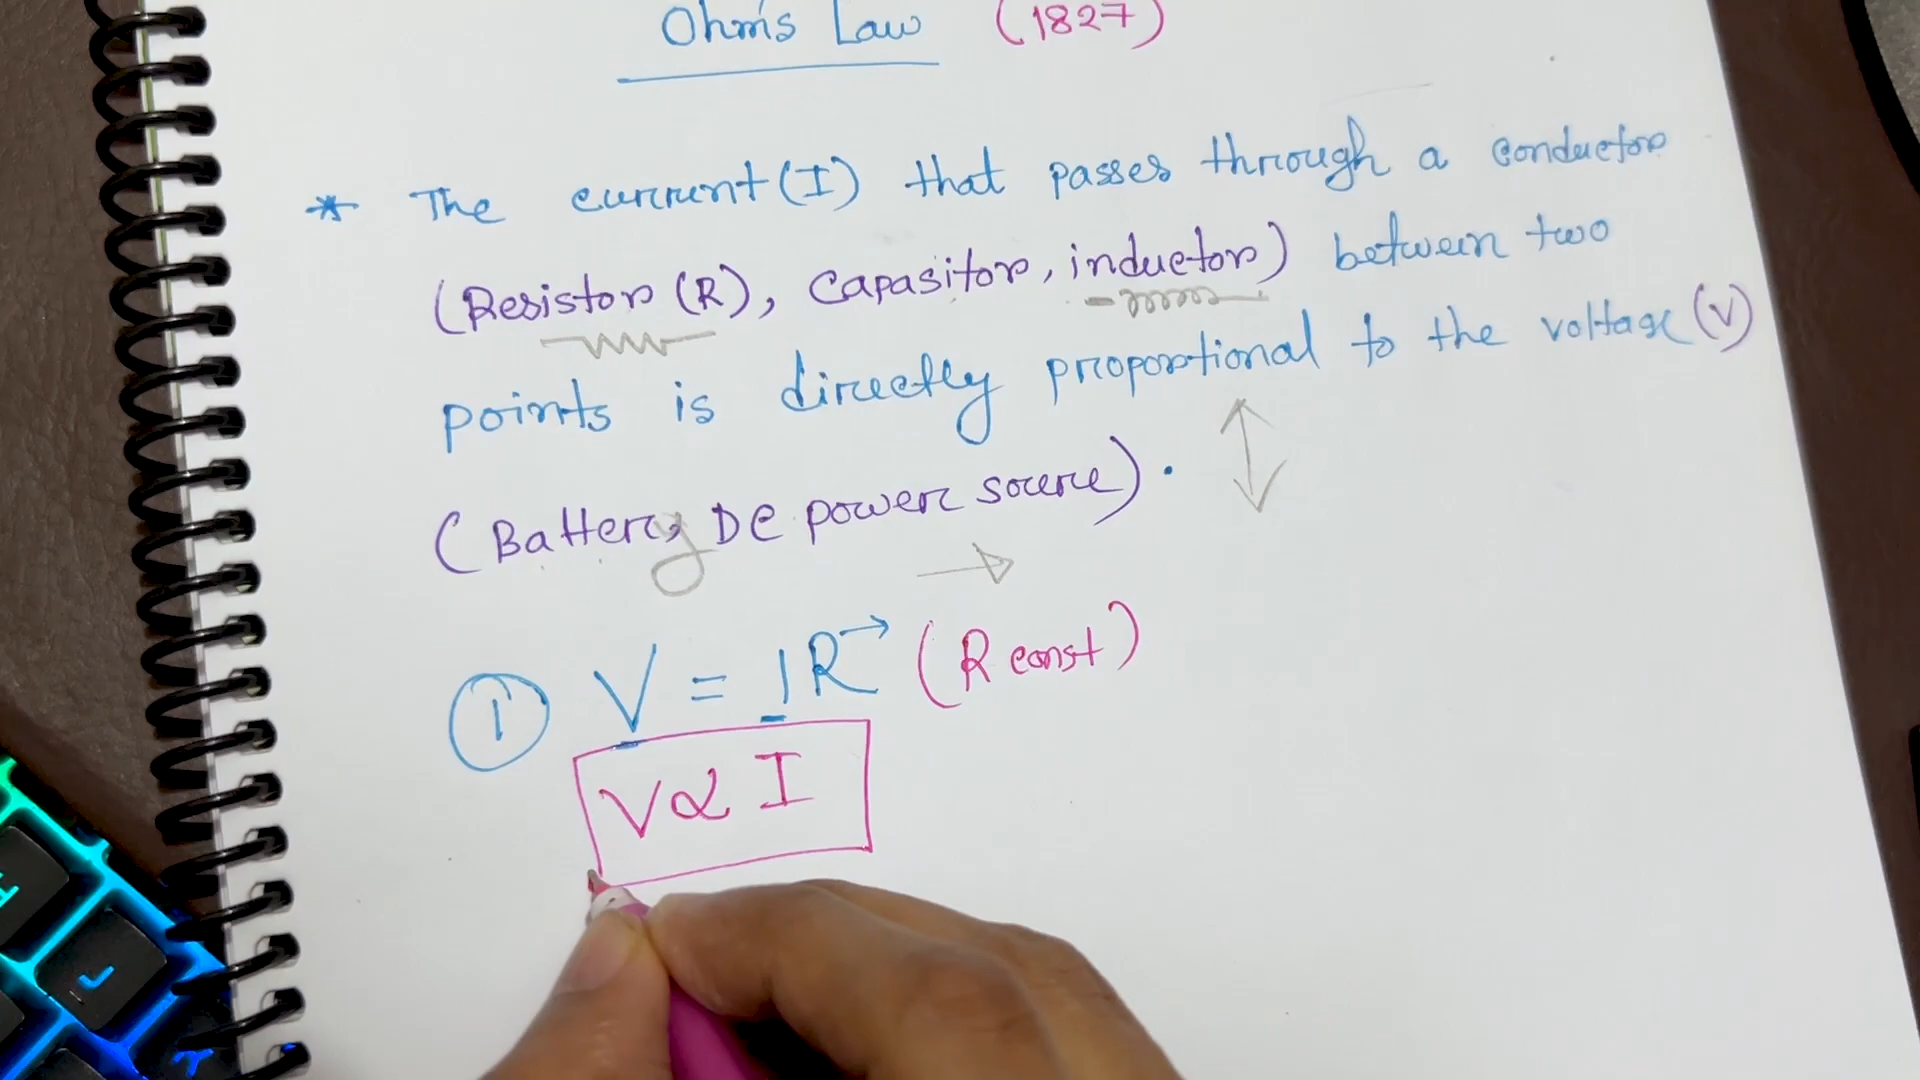 Ohm's Law (1827)
* The current (I) that passes through a conductor
(Resistor (R), Capasitor, inductor) between two
points is directly proportional to the voltage (V)
(Battery, DC power source).
1 V = IR → (R const)
V ∝ I